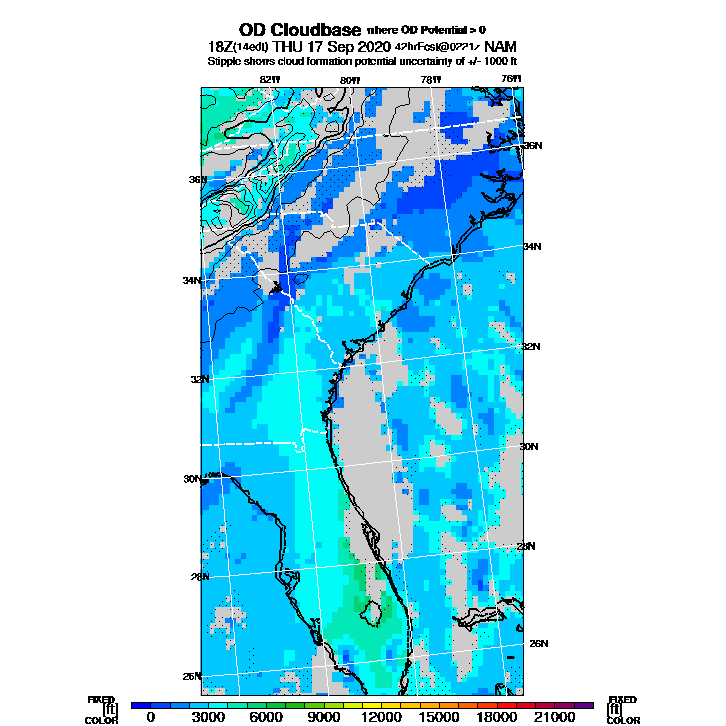 OD Cloudbase where OD Potential > 0
18Z(14edt) THU 17 Sep 2020 42hrFcst@0221z NAM
Stipple shows cloud formation potential uncertainty of +/- 1000 ft
82W 80W 78W 76W
36N
36N
34N
34N
32N
32N
30N
30N
28N
28N
26N
26N
FIXED FIXED
[ft] [ft]
COLOR COLOR
0 3000 6000 9000 12000 15000 18000 21000